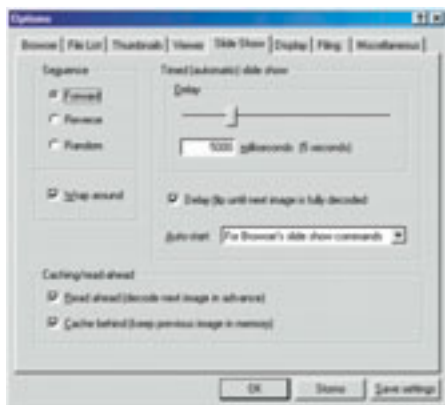 Options
Browser File List Thumbnails Viewer Slide Show Display Filing Miscellaneous
Sequence
Forward
Reverse
Random
Wrap around
Timed (automatic) slide show
Delay
5000 milliseconds (5 seconds)
Delay flip until next image is fully decoded
Auto-start: For Browser's slide show commands
Caching/read ahead
Read ahead (decode next image in advance)
Cache behind (keep previous image in memory)
OK Save settings